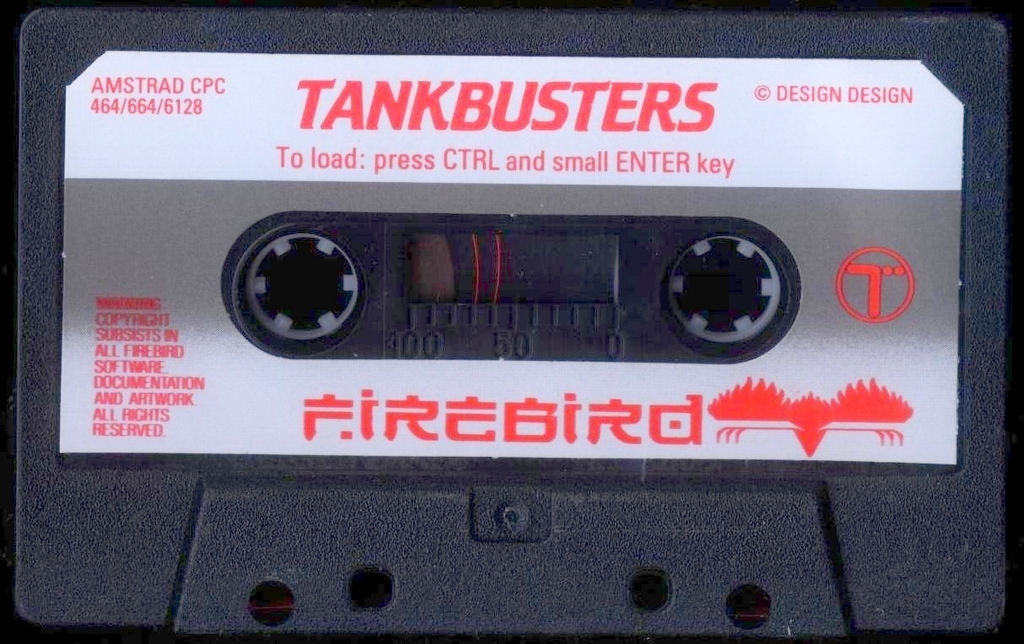 AMSTRAD CPC
464/664/6128
TANKBUSTERS
© DESIGN DESIGN
To load: press CTRL and small ENTER key
100 50 0
WARNING
COPYRIGHT
SUBSISTS IN
ALL FIREBIRD
SOFTWARE.
DOCUMENTATION
AND ARTWORK.
ALL RIGHTS
RESERVED.
T
FIREBIRD